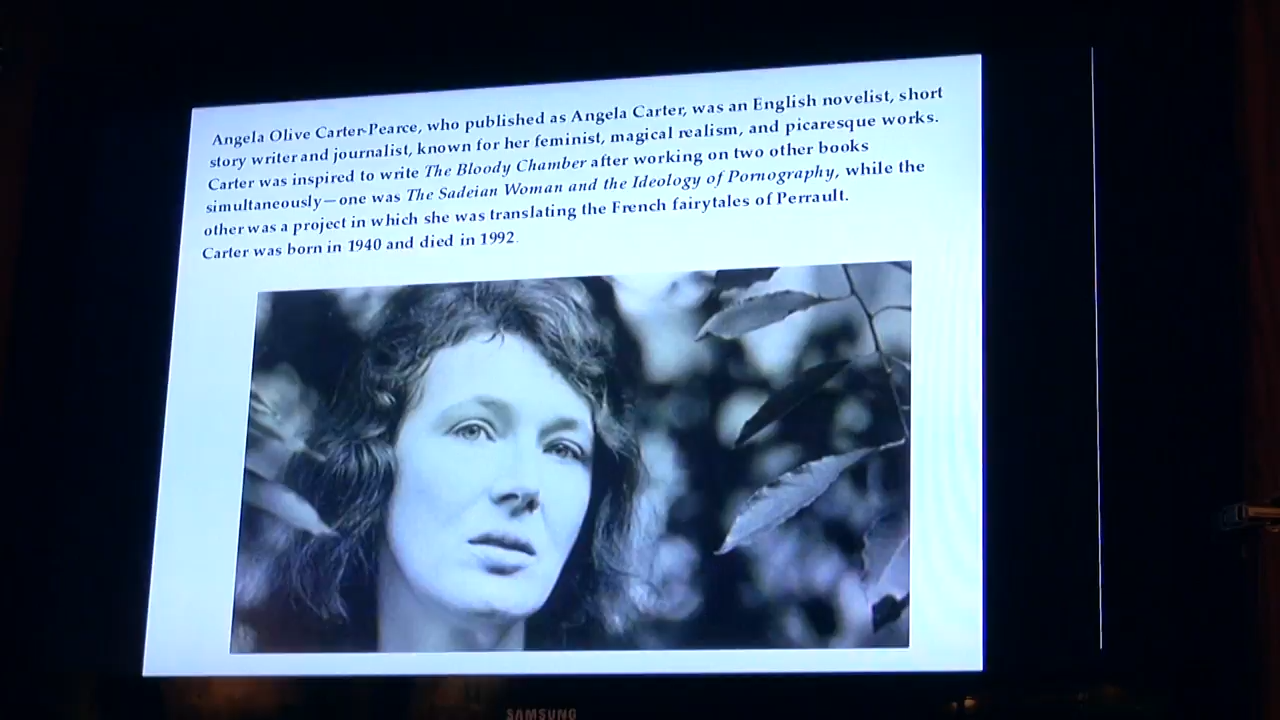 Angela Olive Carter-Pearce, who published as Angela Carter, was an English novelist, short
story writer and journalist, known for her feminist, magical realism, and picaresque works.
Carter was inspired to write The Bloody Chamber after working on two other books
simultaneously—one was The Sadeian Woman and the Ideology of Pornography, while the
other was a project in which she was translating the French fairytales of Perrault.
Carter was born in 1940 and died in 1992.
SAMSUNG